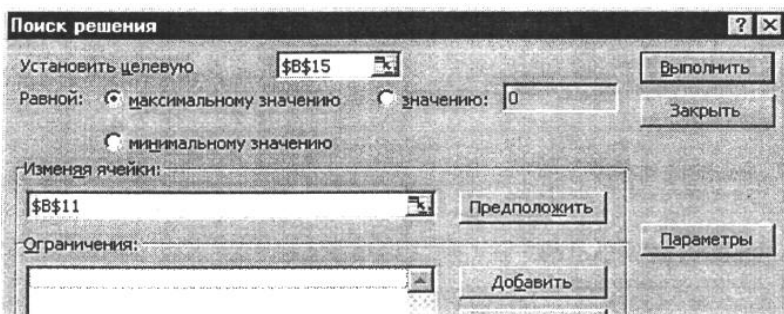 Поиск решения
Установить целевую $B$15 Выполнить
Равной: максимальному значению значению: 0 Закрыть
минимальному значению
Изменяя ячейки:
$B$11 Предположить
Ограничения: Параметры
Добавить